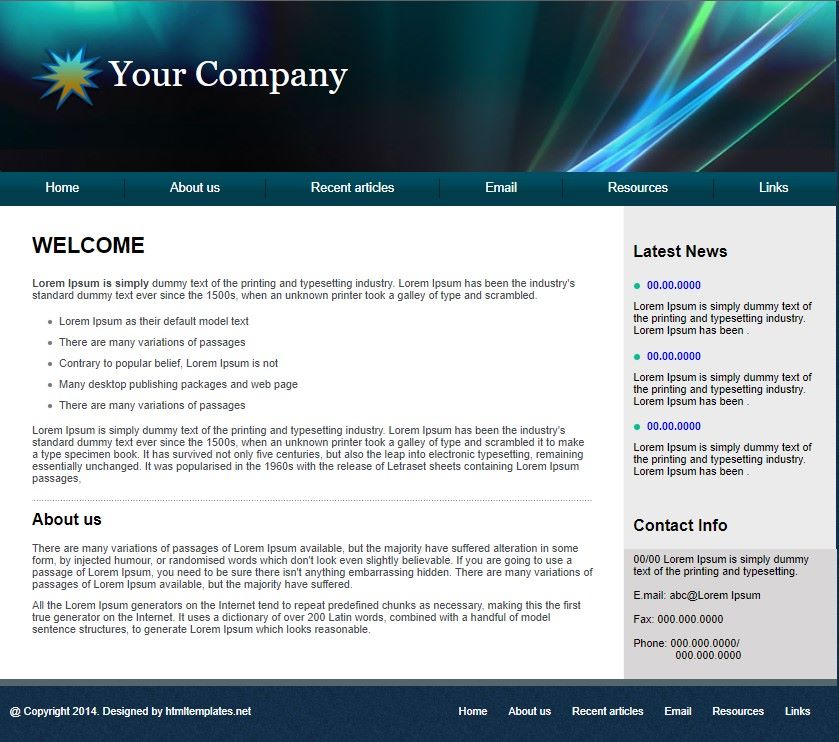 Your Company
Home
About us
Recent articles
Email
Resources
Links
WELCOME
Lorem Ipsum is simply dummy text of the printing and typesetting industry. Lorem Ipsum has been the industry's
standard dummy text ever since the 1500s, when an unknown printer took a galley of type and scrambled.
Lorem Ipsum as their default model text
There are many variations of passages
Contrary to popular belief, Lorem Ipsum is not
Many desktop publishing packages and web page
There are many variations of passages
Lorem Ipsum is simply dummy text of the printing and typesetting industry. Lorem Ipsum has been the industry's
standard dummy text ever since the 1500s, when an unknown printer took a galley of type and scrambled it to make
a type specimen book. It has survived not only five centuries, but also the leap into electronic typesetting, remaining
essentially unchanged. It was popularised in the 1960s with the release of Letraset sheets containing Lorem Ipsum
passages,
About us
There are many variations of passages of Lorem Ipsum available, but the majority have suffered alteration in some
form, by injected humour, or randomised words which don't look even slightly believable. If you are going to use a
passage of Lorem Ipsum, you need to be sure there isn't anything embarrassing hidden. There are many variations of
passages of Lorem Ipsum available, but the majority have suffered.
All the Lorem Ipsum generators on the Internet tend to repeat predefined chunks as necessary, making this the first
true generator on the Internet. It uses a dictionary of over 200 Latin words, combined with a handful of model
sentence structures, to generate Lorem Ipsum which looks reasonable.
Latest News
00.00.0000
Lorem Ipsum is simply dummy text of
the printing and typesetting industry.
Lorem Ipsum has been .
00.00.0000
Lorem Ipsum is simply dummy text of
the printing and typesetting industry.
Lorem Ipsum has been .
00.00.0000
Lorem Ipsum is simply dummy text of
the printing and typesetting industry.
Lorem Ipsum has been .
Contact Info
00/00 Lorem Ipsum is simply dummy
text of the printing and typesetting.
E.mail: abc@Lorem Ipsum
Fax: 000.000.0000
Phone: 000.000.0000/
000.000.0000
@ Copyright 2014. Designed by htmltemplates.net
Home
About us
Recent articles
Email
Resources
Links